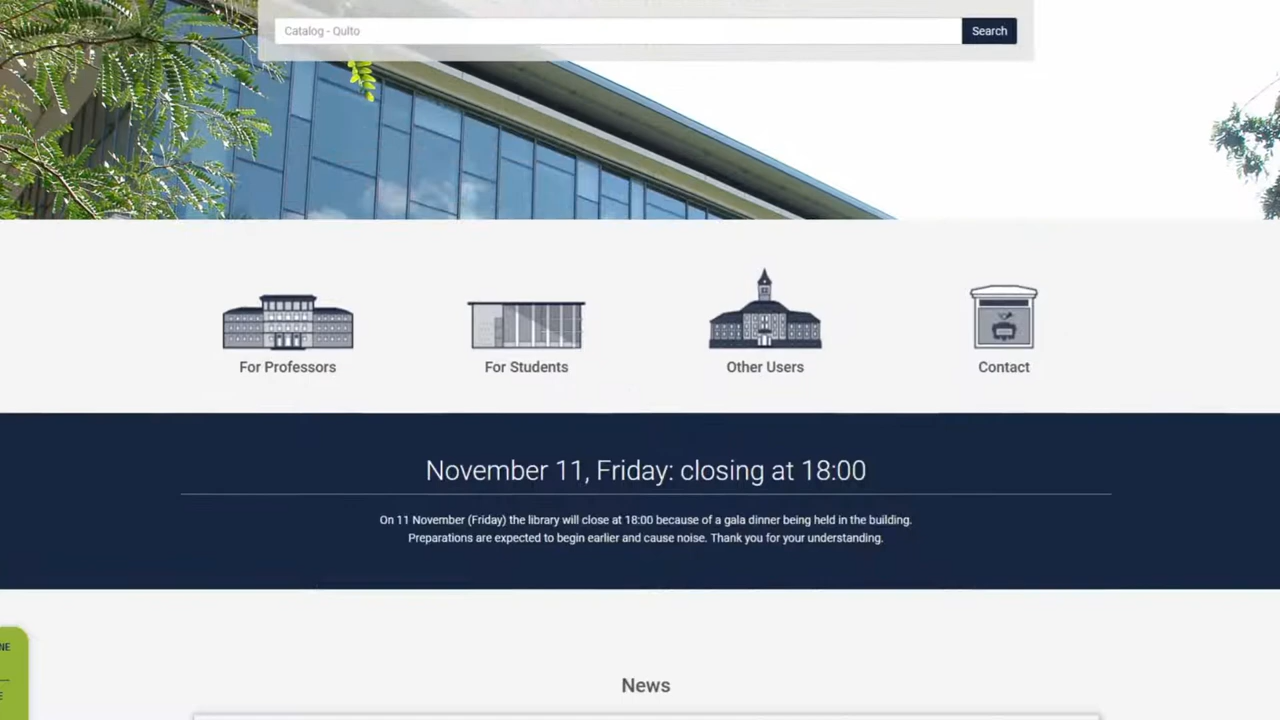 Catalog - Qulto
Search
For Professors
For Students
Other Users
Contact
November 11, Friday: closing at 18:00
On 11 November (Friday) the library will close at 18:00 because of a gala dinner being held in the building.
Preparations are expected to begin earlier and cause noise. Thank you for your understanding.
NE
E
News